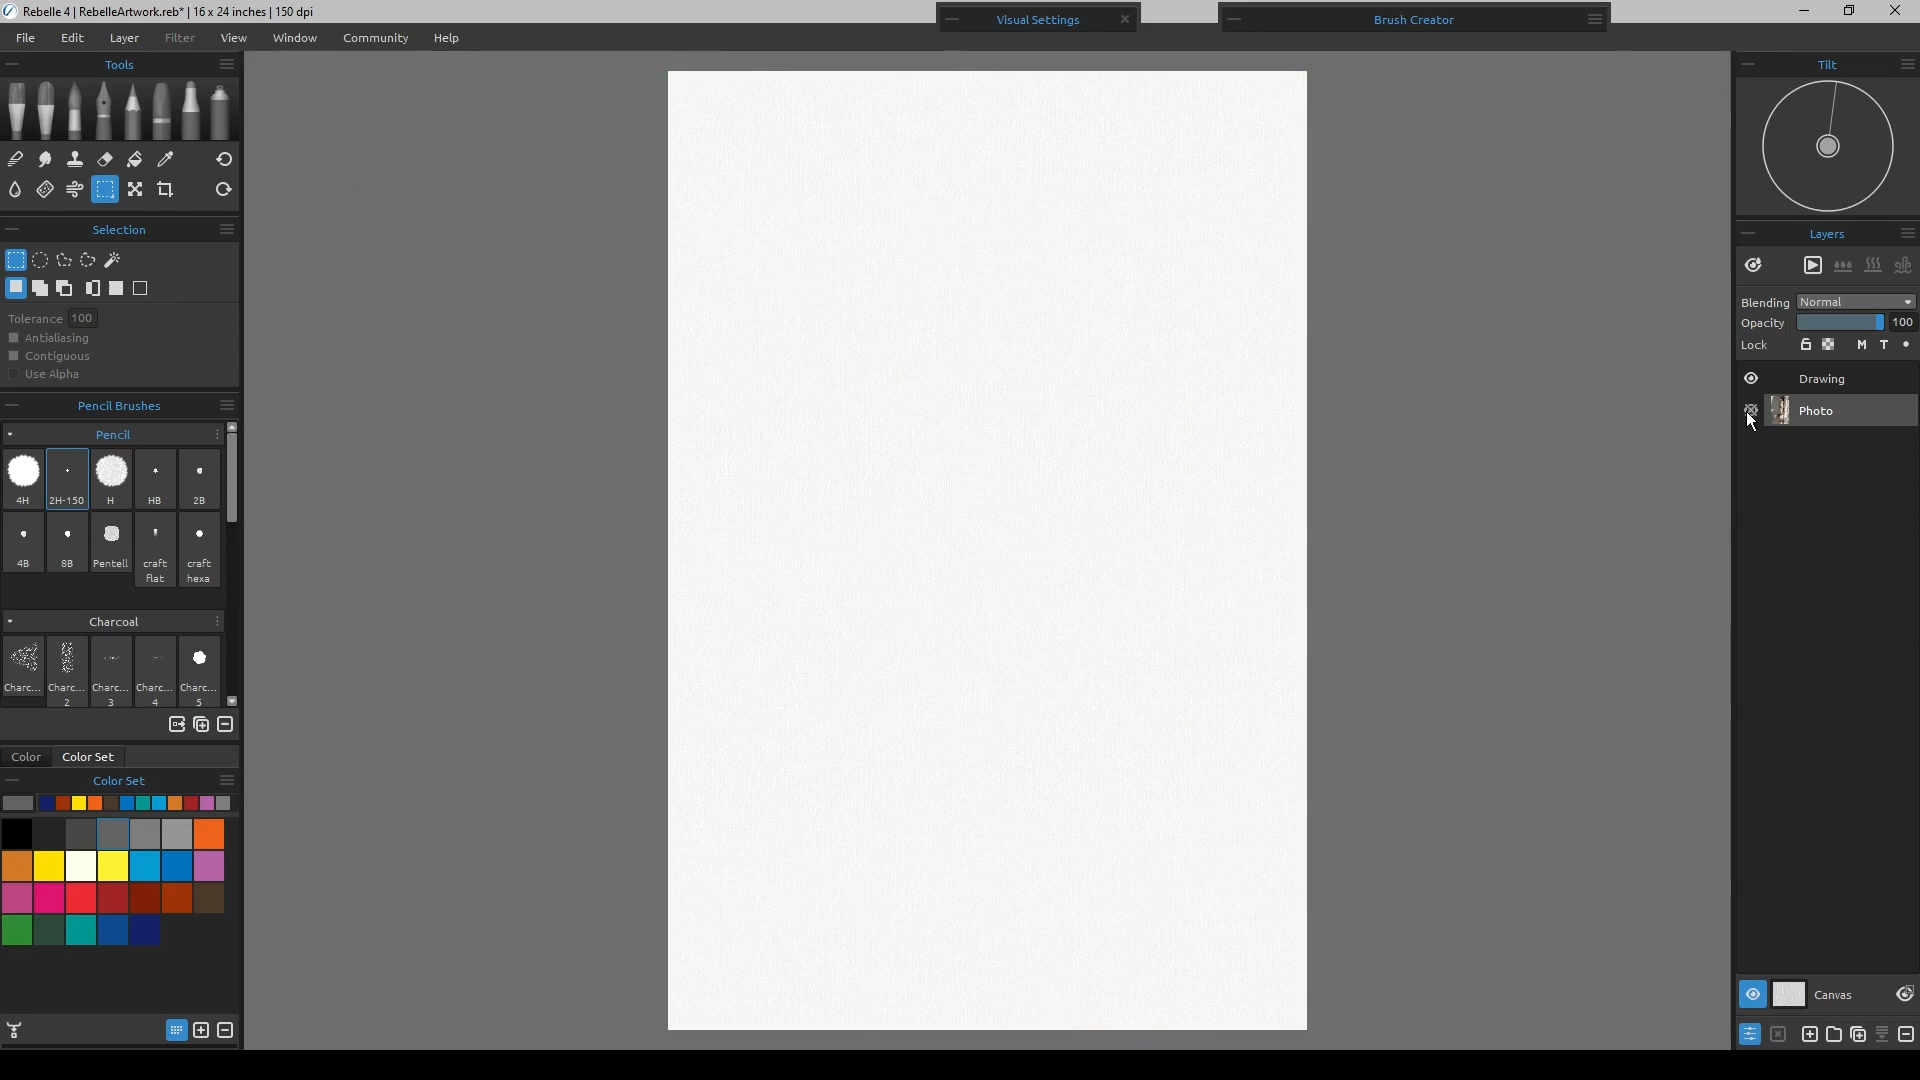 Rebelle 4 | RebelleArtwork.reb* | 16 x 24 inches | 150 dpi
Visual Settings
Brush Creator
File Edit Layer Filter View Window Community Help
Tools
Selection
Tolerance 100
Antialiasing
Contiguous
Use Alpha
Pencil Brushes
Pencil
4H 2H-150 H HB 2B
4B 8B Pentell craft flat craft hexa
Charcoal
Charc... Charc... 2 Charc... 3 Charc... 4 Charc... 5
Color Color Set
Color Set
Tilt
Layers
Blending Normal
Opacity 100
Lock M T
Drawing
Photo
Canvas